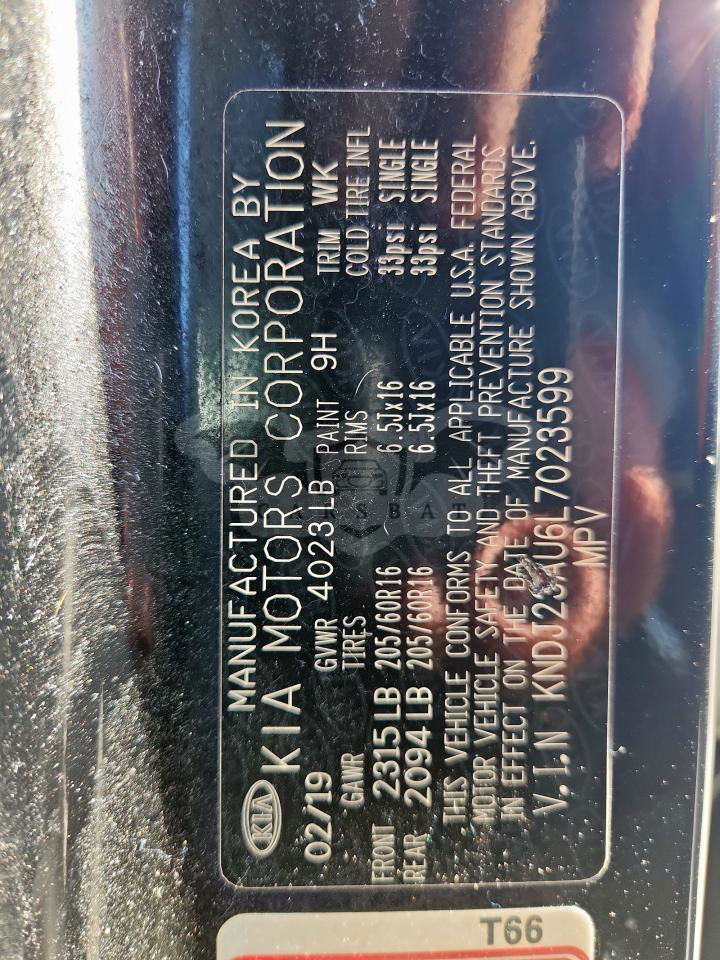 MANUFACTURED IN KOREA BY
KIA KIA MOTORS CORPORATION
02/19 GVWR 4023LB PAINT 9H TRIM WK
GAWR TIRES RIMS COLD TIRE INFL
FRONT 2315LB 205/60R16 6.5Jx16 33psi SINGLE
REAR 2094LB 205/60R16 6.5Jx16 33psi SINGLE
THIS VEHICLE CONFORMS TO ALL APPLICABLE U.S.A. FEDERAL
MOTOR VEHICLE SAFETY AND THEFT PREVENTION STANDARDS
IN EFFECT ON THE DATE OF MANUFACTURE SHOWN ABOVE.
V.I.N KNDJ23AU6L7023599
MPV
T66